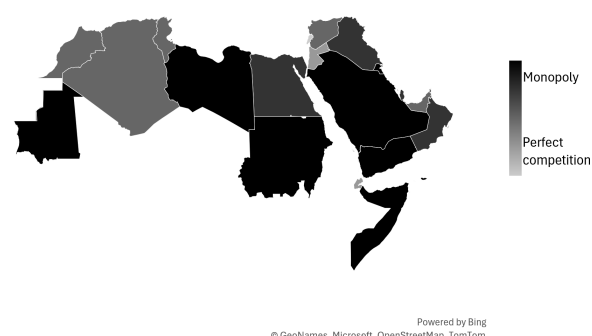 Monopoly
Perfect
competition
Powered by Bing
© GeoNames, Microsoft, OpenStreetMap, TomTom